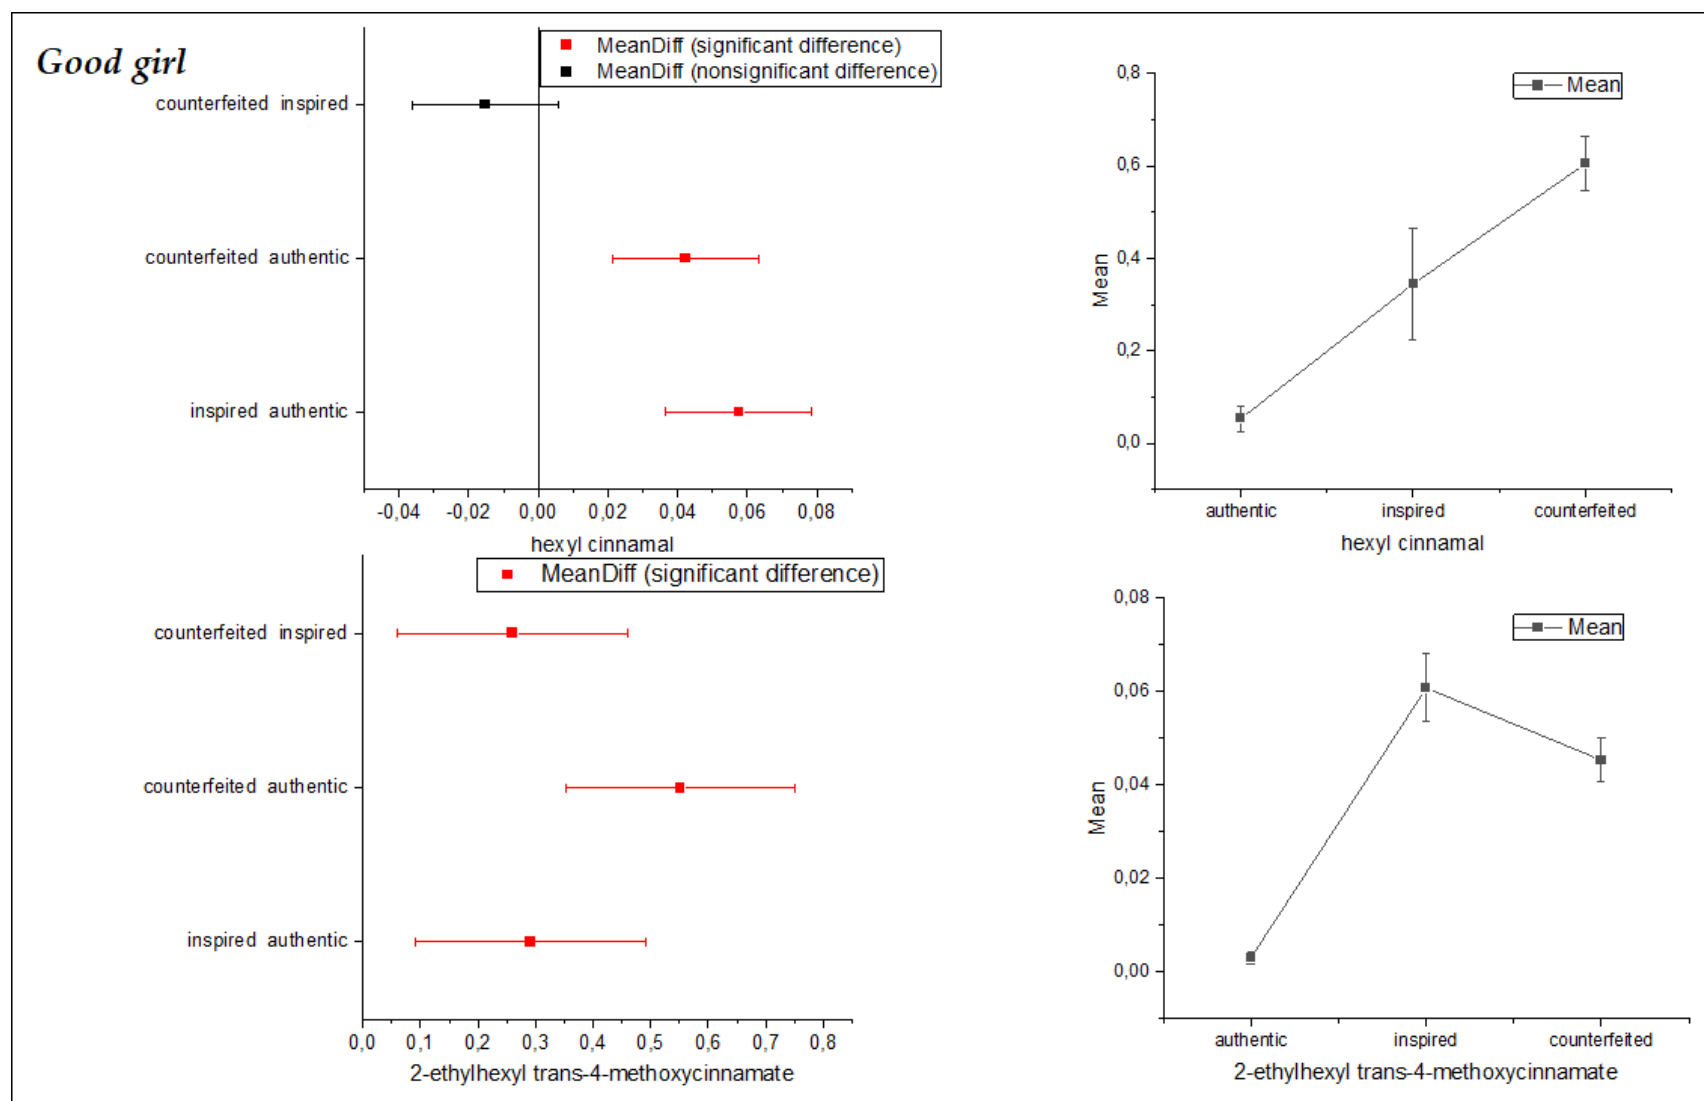 Good girl
MeanDiff (significant difference)
MeanDiff (nonsignificant difference)
counterfeited inspired
counterfeited authentic
inspired authentic
-0,04 -0,02 0,00 0,02 0,04 0,06 0,08
hexyl cinnamal
Mean
0,8
0,6
0,4
0,2
0,0
Mean
authentic inspired counterfeited
hexyl cinnamal
MeanDiff (significant difference)
counterfeited inspired
counterfeited authentic
inspired authentic
0,0 0,1 0,2 0,3 0,4 0,5 0,6 0,7 0,8
2-ethylhexyl trans-4-methoxycinnamate
Mean
0,08
0,06
0,04
0,02
0,00
Mean
authentic inspired counterfeited
2-ethylhexyl trans-4-methoxycinnamate